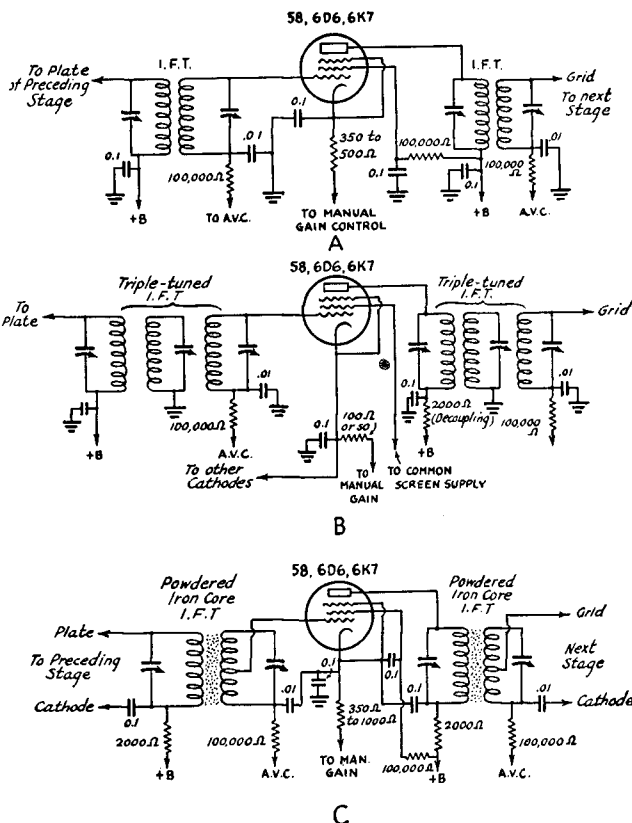 58, 6D6, 6K7
I.F.T.
I.F.T.
To Plate
of Preceding
Stage
Grid
To next
Stage
0.1
.01
0.1
350 to
500Ω
100,000Ω
0.1
0.1
100,000
Ω
.01
100,000Ω
+B
TO A.V.C.
TO MANUAL
GAIN CONTROL
+B
A.V.C.
A
58, 6D6, 6K7
Triple-tuned
I.F.T
Triple-tuned
I.F.T.
To
Plate
Grid
.01
0.1
.01
100,000Ω
0.1
100Ω
or so)
2000Ω
(Decoupling)
100,000
Ω
+B
A.V.C.
+B
To other
Cathodes
TO
MANUAL
GAIN
TO COMMON
SCREEN SUPPLY
B
58, 6D6, 6K7
Powdered
Iron Core
I.F.T
Powdered
Iron Core
I.F.T
Plate
Grid
To Preceding
Stage
Next
Stage
Cathode
0.1
.01
0.1
0.1
0.1
.01
Cathode
2000Ω
100,000Ω
350Ω
to 1000Ω
2000Ω
100,000Ω
100,000Ω
+B
A.V.C.
TO MAN.
GAIN
+B
A.V.C.
C